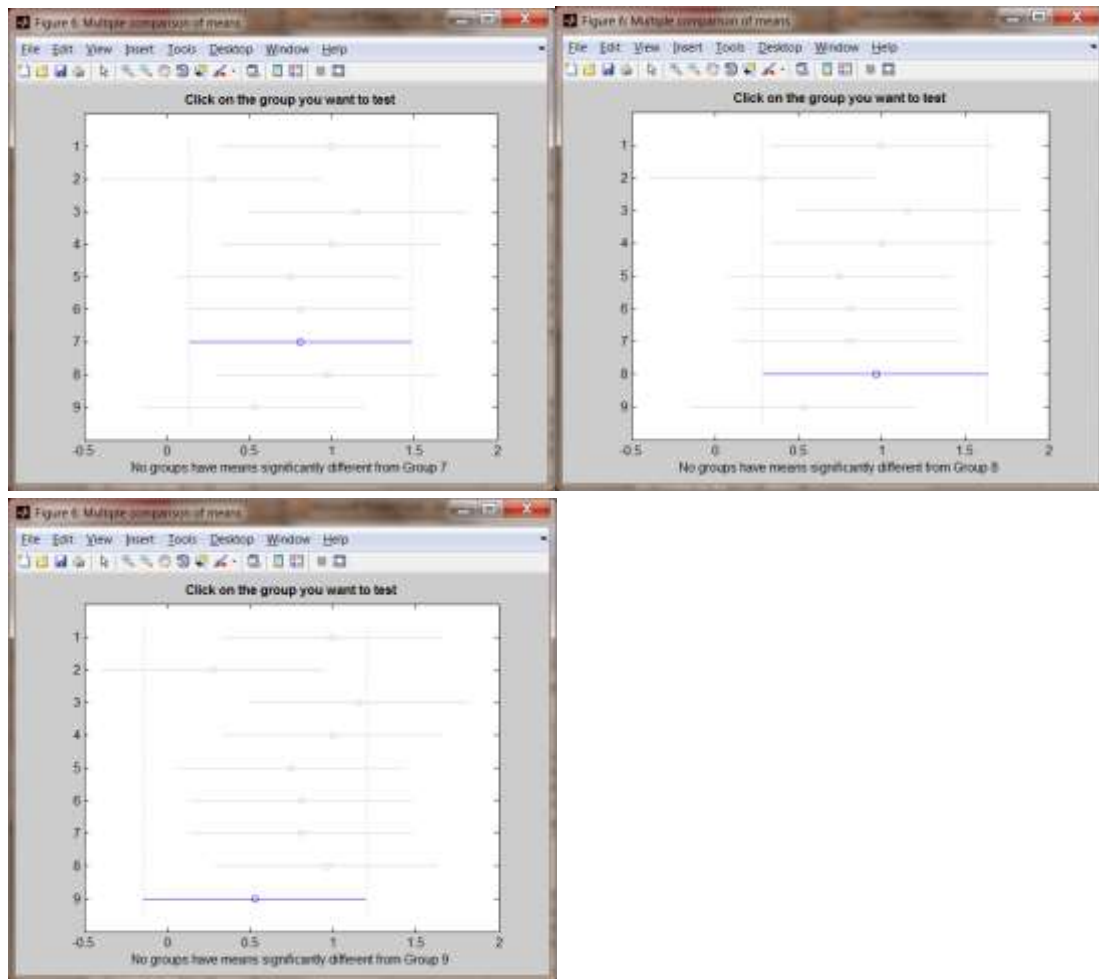 Figure 6: Multiple comparison of means
File Edit View Insert Tools Desktop Window Help
Click on the group you want to test
1
2
3
4
5
6
7
8
9
-0.5 0 0.5 1 1.5 2
No groups have means significantly different from Group 7
Figure 6: Multiple comparison of means
File Edit View Insert Tools Desktop Window Help
Click on the group you want to test
1
2
3
4
5
6
7
8
9
-0.5 0 0.5 1 1.5 2
No groups have means significantly different from Group 8
Figure 6: Multiple comparison of means
File Edit View Insert Tools Desktop Window Help
Click on the group you want to test
1
2
3
4
5
6
7
8
9
-0.5 0 0.5 1 1.5 2
No groups have means significantly different from Group 9